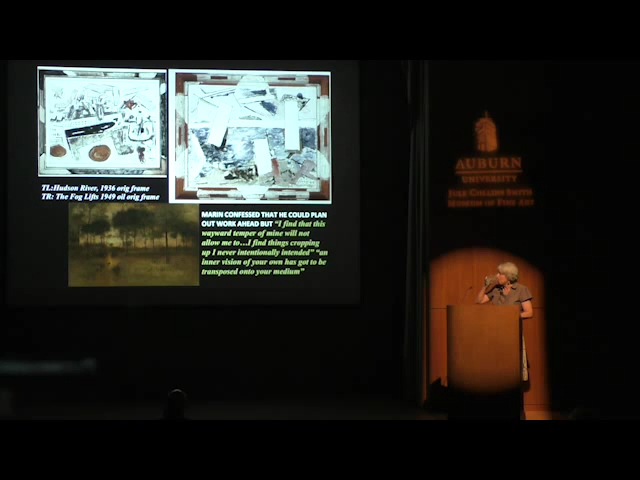 TL:Hudson River, 1936 orig frame
TR: The Fog Lifts 1949 oil orig frame
MARIN CONFESSED THAT HE COULD PLAN
OUT WORK AHEAD BUT "I find that this
wayward temper of mine will not
allow me to...I find things cropping
up I never intentionally intended" "an
inner vision of your own has got to be
transposed onto your medium"
AUBURN
UNIVERSITY
JULE COLLINS SMITH
MUSEUM OF FINE ART